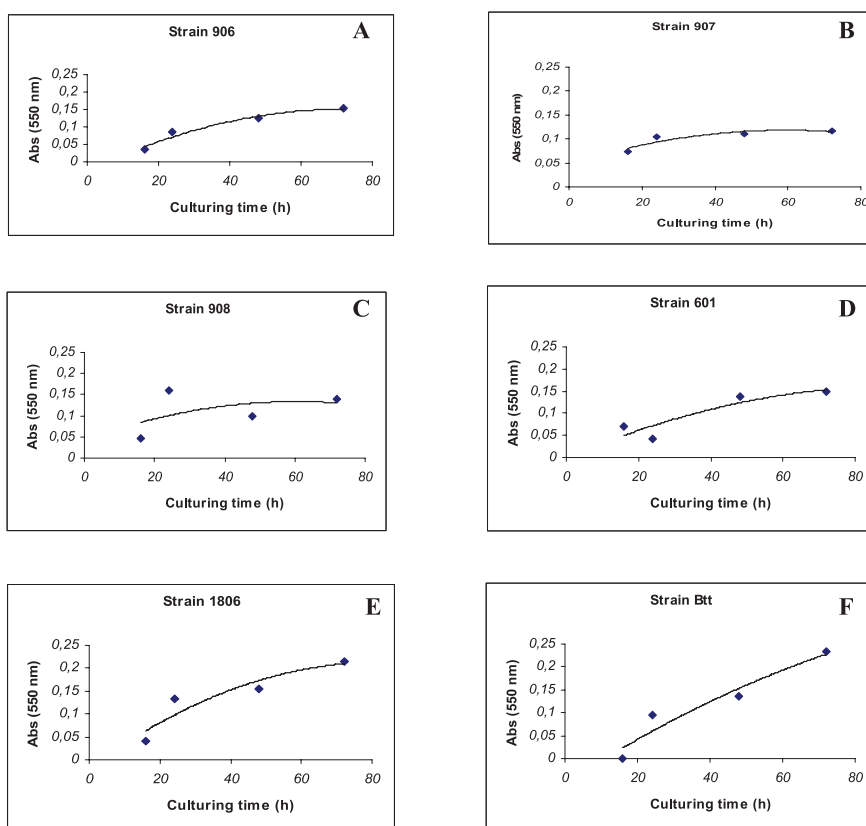 Strain 906
A
Abs (550 nm)
0,25
0,2
0,15
0,1
0,05
0
0 20 40 60 80
Culturing time (h)
Strain 907
B
Abs (550 nm)
0,25
0,2
0,15
0,1
0,05
0
0 20 40 60 80
Culturing time (h)
Strain 908
C
Abs (550 nm)
0,25
0,2
0,15
0,1
0,05
0
0 20 40 60 80
Culturing time (h)
Strain 601
D
Abs (550 nm)
0,25
0,2
0,15
0,1
0,05
0
0 20 40 60 80
Culturing time (h)
Strain 1806
E
Abs (550 nm)
0,25
0,2
0,15
0,1
0,05
0
0 20 40 60 80
Culturing time (h)
Strain Btt
F
Abs (550 nm)
0,25
0,2
0,15
0,1
0,05
0
0 20 40 60 80
Culturing time (h)